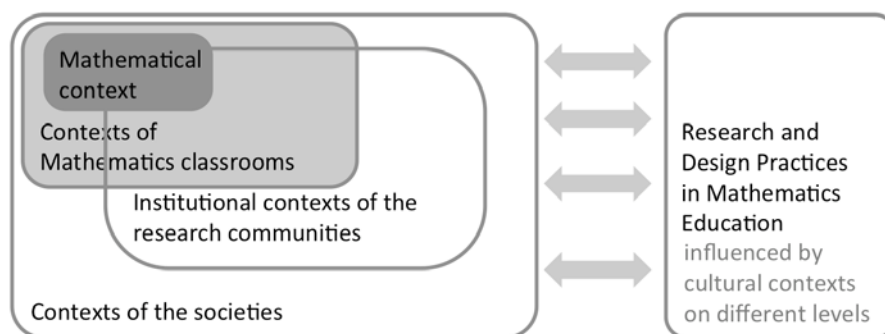 Mathematical
context
Contexts of
Mathematics classrooms
Institutional contexts of the
research communities
Contexts of the societies
Research and
Design Practices
in Mathematics
Education
influenced by
cultural contexts
on different levels